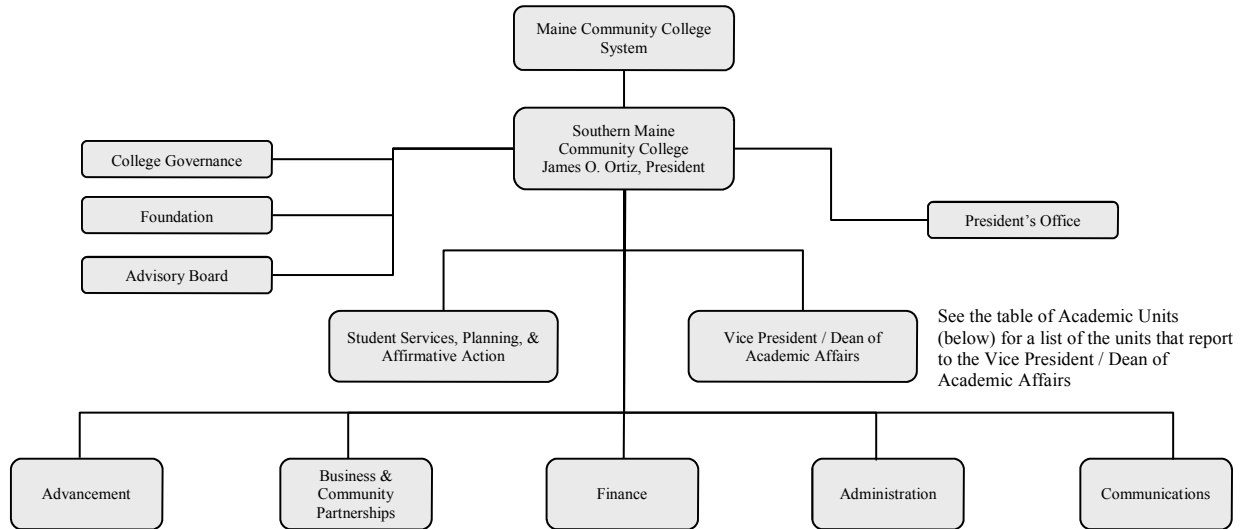 Maine Community College
System
Southern Maine
Community College
James O. Ortiz, President
College Governance
Foundation
Advisory Board
President’s Office
Student Services, Planning, &
Affirmative Action
Vice President / Dean of
Academic Affairs
See the table of Academic Units
(below) for a list of the units that report
to the Vice President / Dean of
Academic Affairs
Advancement
Business &
Community
Partnerships
Finance
Administration
Communications